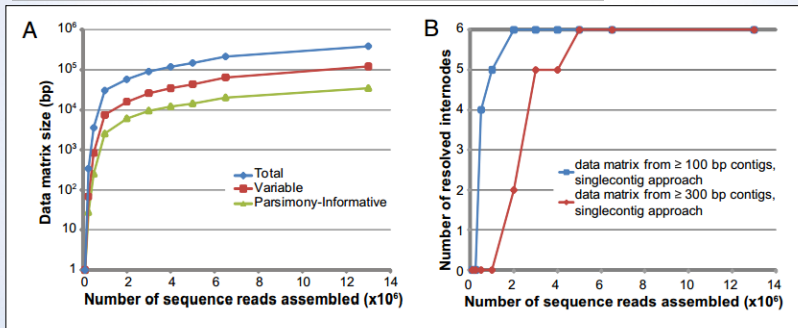 A
Data matrix size (bp)
10⁶
10⁵
10⁴
10³
10²
10
1
Total
Variable
Parsimony-Informative
0 2 4 6 8 10 12 14
Number of sequence reads assembled (x10⁶)
B
Number of resolved internodes
6
5
4
3
2
1
0
data matrix from ≥ 100 bp contigs,
singlecontig approach
data matrix from ≥ 300 bp contigs,
singlecontig approach
0 2 4 6 8 10 12 14
Number of sequence reads assembled (x10⁶)